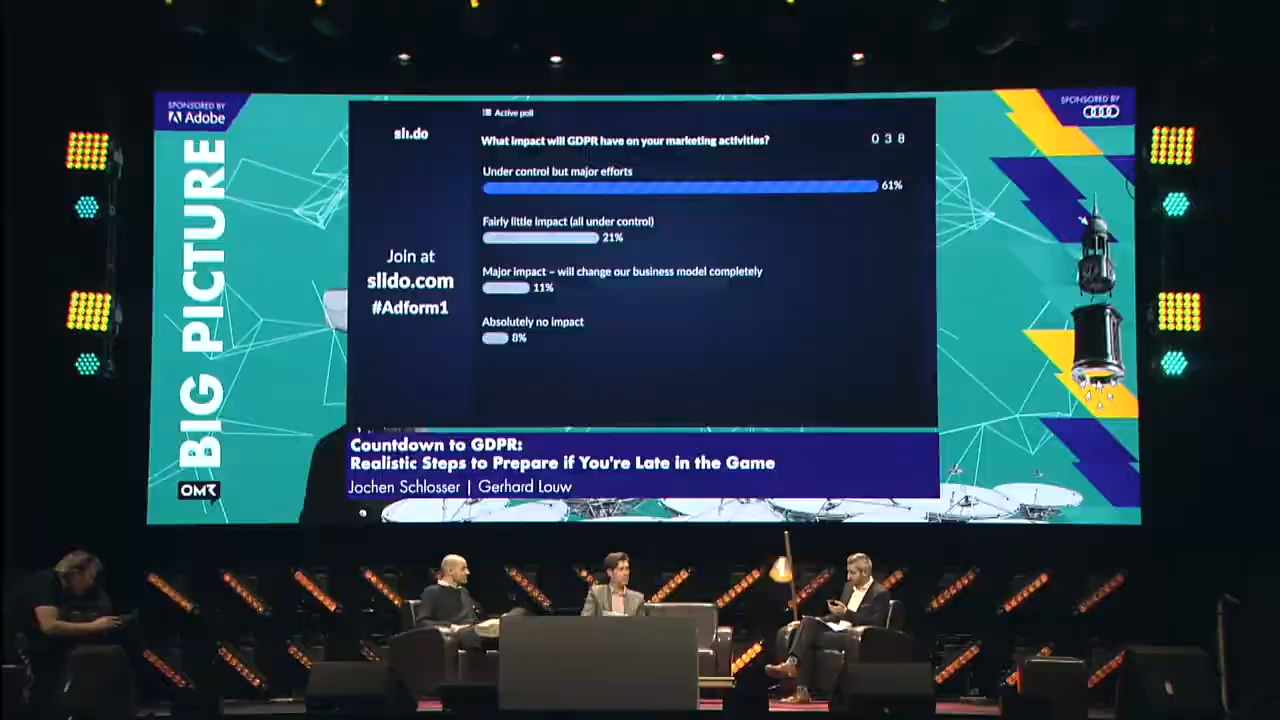 SPONSORED BY
Adobe
BIG PICTURE
OMR
sli.do
Join at
slido.com
#Adform1
Active poll
What impact will GDPR have on your marketing activities?
0 3 8
Under control but major efforts
61%
Fairly little impact (all under control)
21%
Major impact – will change our business model completely
11%
Absolutely no impact
8%
SPONSORED BY
Countdown to GDPR:
Realistic Steps to Prepare if You're Late in the Game
Jochen Schlosser | Gerhard Louw